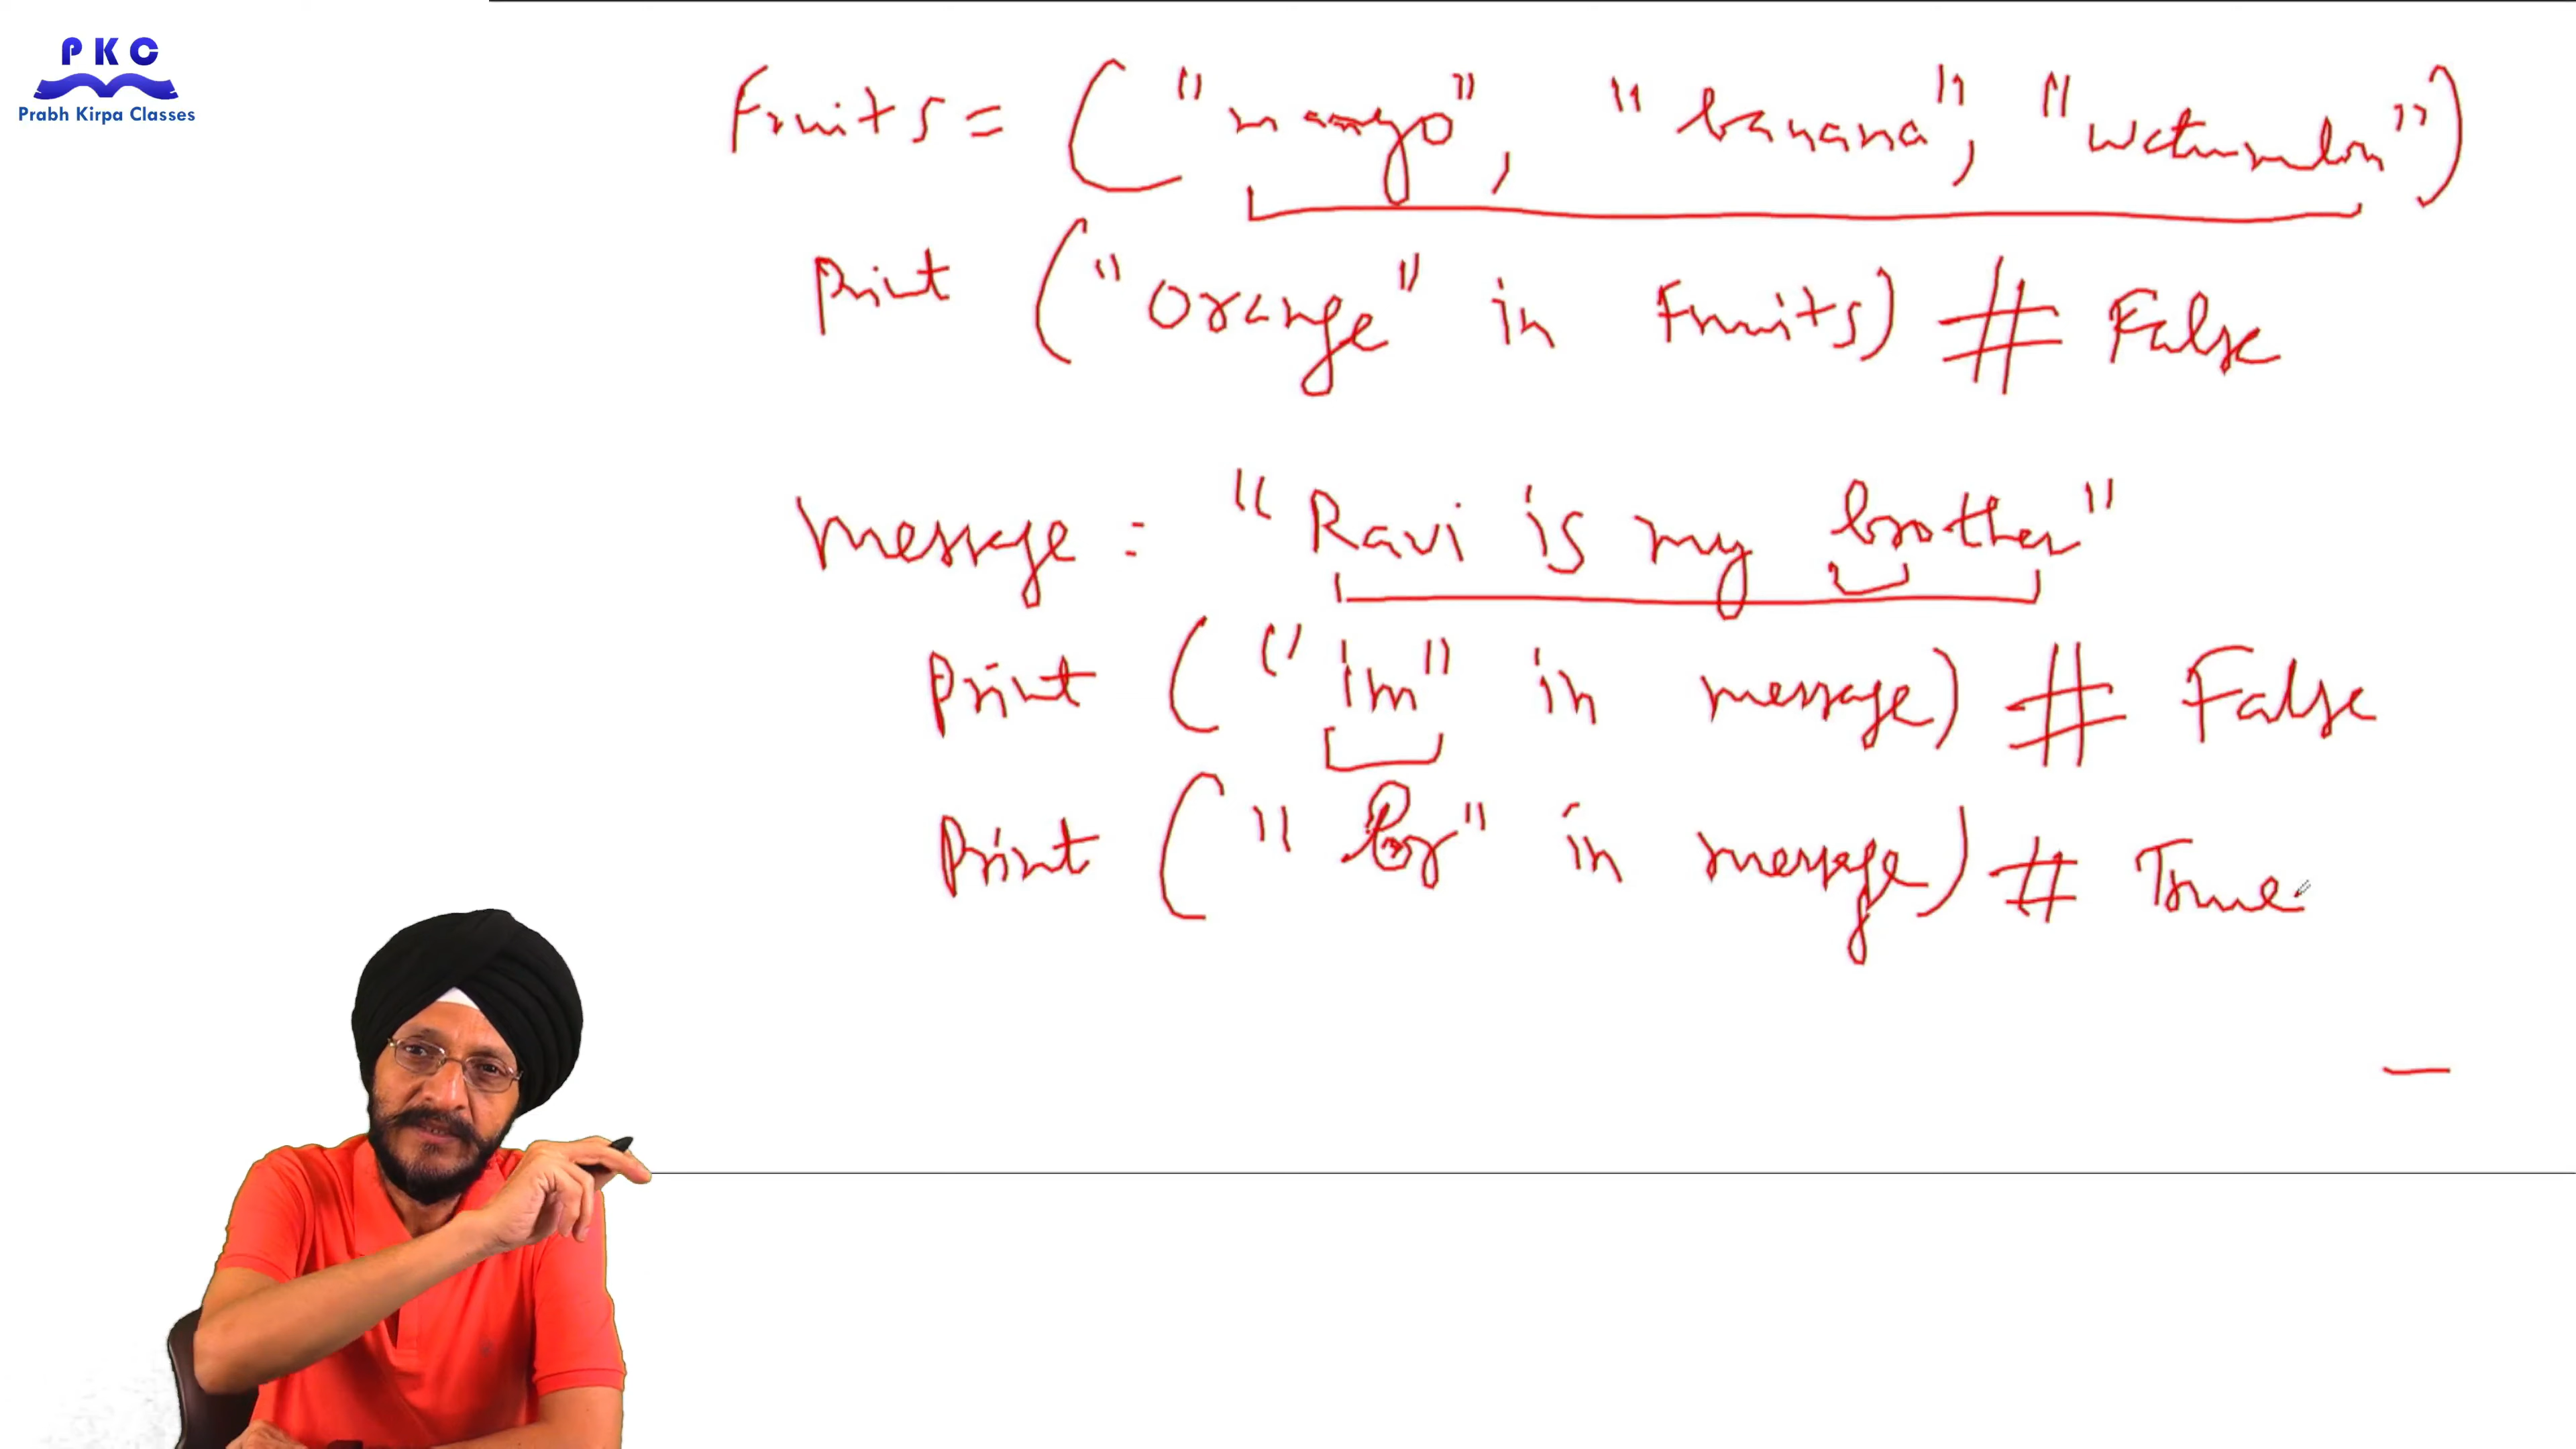 PKC
Prabh Kirpa Classes
Fruits = ("mango", "banana", "watermelon")
Print ("Orange" in Fruits) # False
message = "Ravi is my brother"
Print ("im" in message) # False
Print ("br" in message) # True